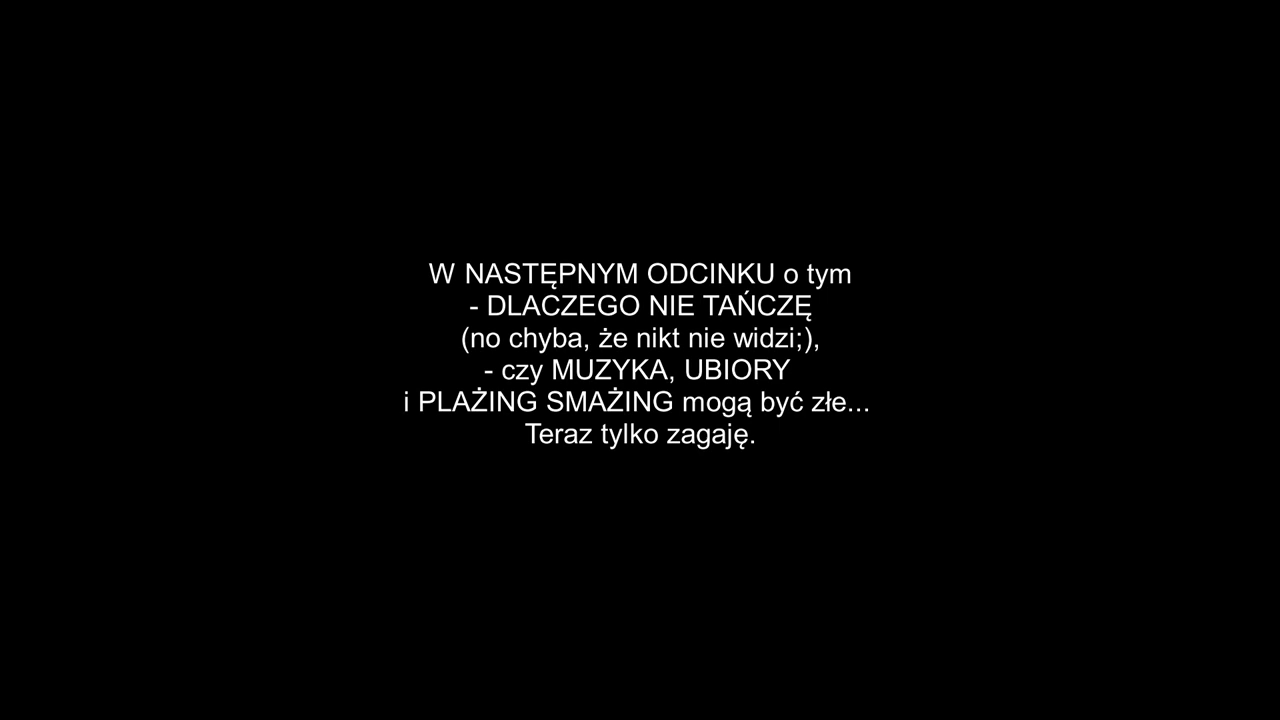 W NASTĘPNYM ODCINKU o tym
- DLACZEGO NIE TAŃCZĘ
(no chyba, że nikt nie widzi;),
- czy MUZYKA, UBIORY
i PLAŻING SMAŻING mogą być złe...
Teraz tylko zagaję.